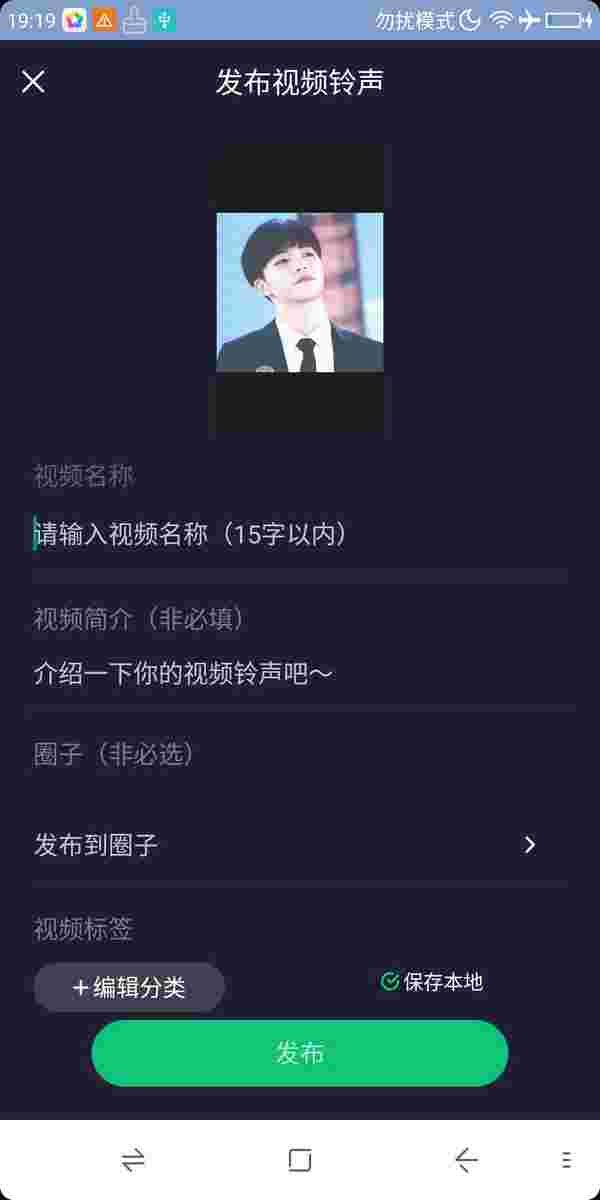 19:19 勿扰模式
发布视频铃声
视频名称
请输入视频名称（15字以内）
视频简介（非必填）
介绍一下你的视频铃声吧～
圈子（非必选）
发布到圈子
视频标签
+编辑分类
保存本地
发布